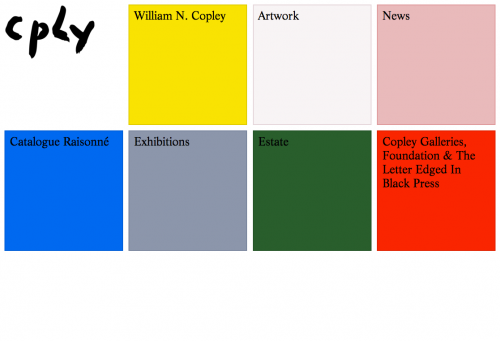 cply
William N. Copley
Artwork
News
Catalogue Raisonné
Exhibitions
Estate
Copley Galleries,
Foundation & The
Letter Edged In
Black Press